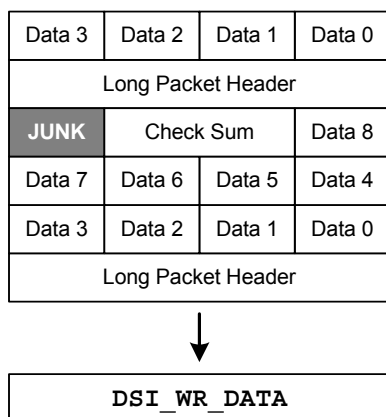 Data 3 Data 2 Data 1 Data 0
Long Packet Header
JUNK Check Sum Data 8
Data 7 Data 6 Data 5 Data 4
Data 3 Data 2 Data 1 Data 0
Long Packet Header
DSI_WR_DATA